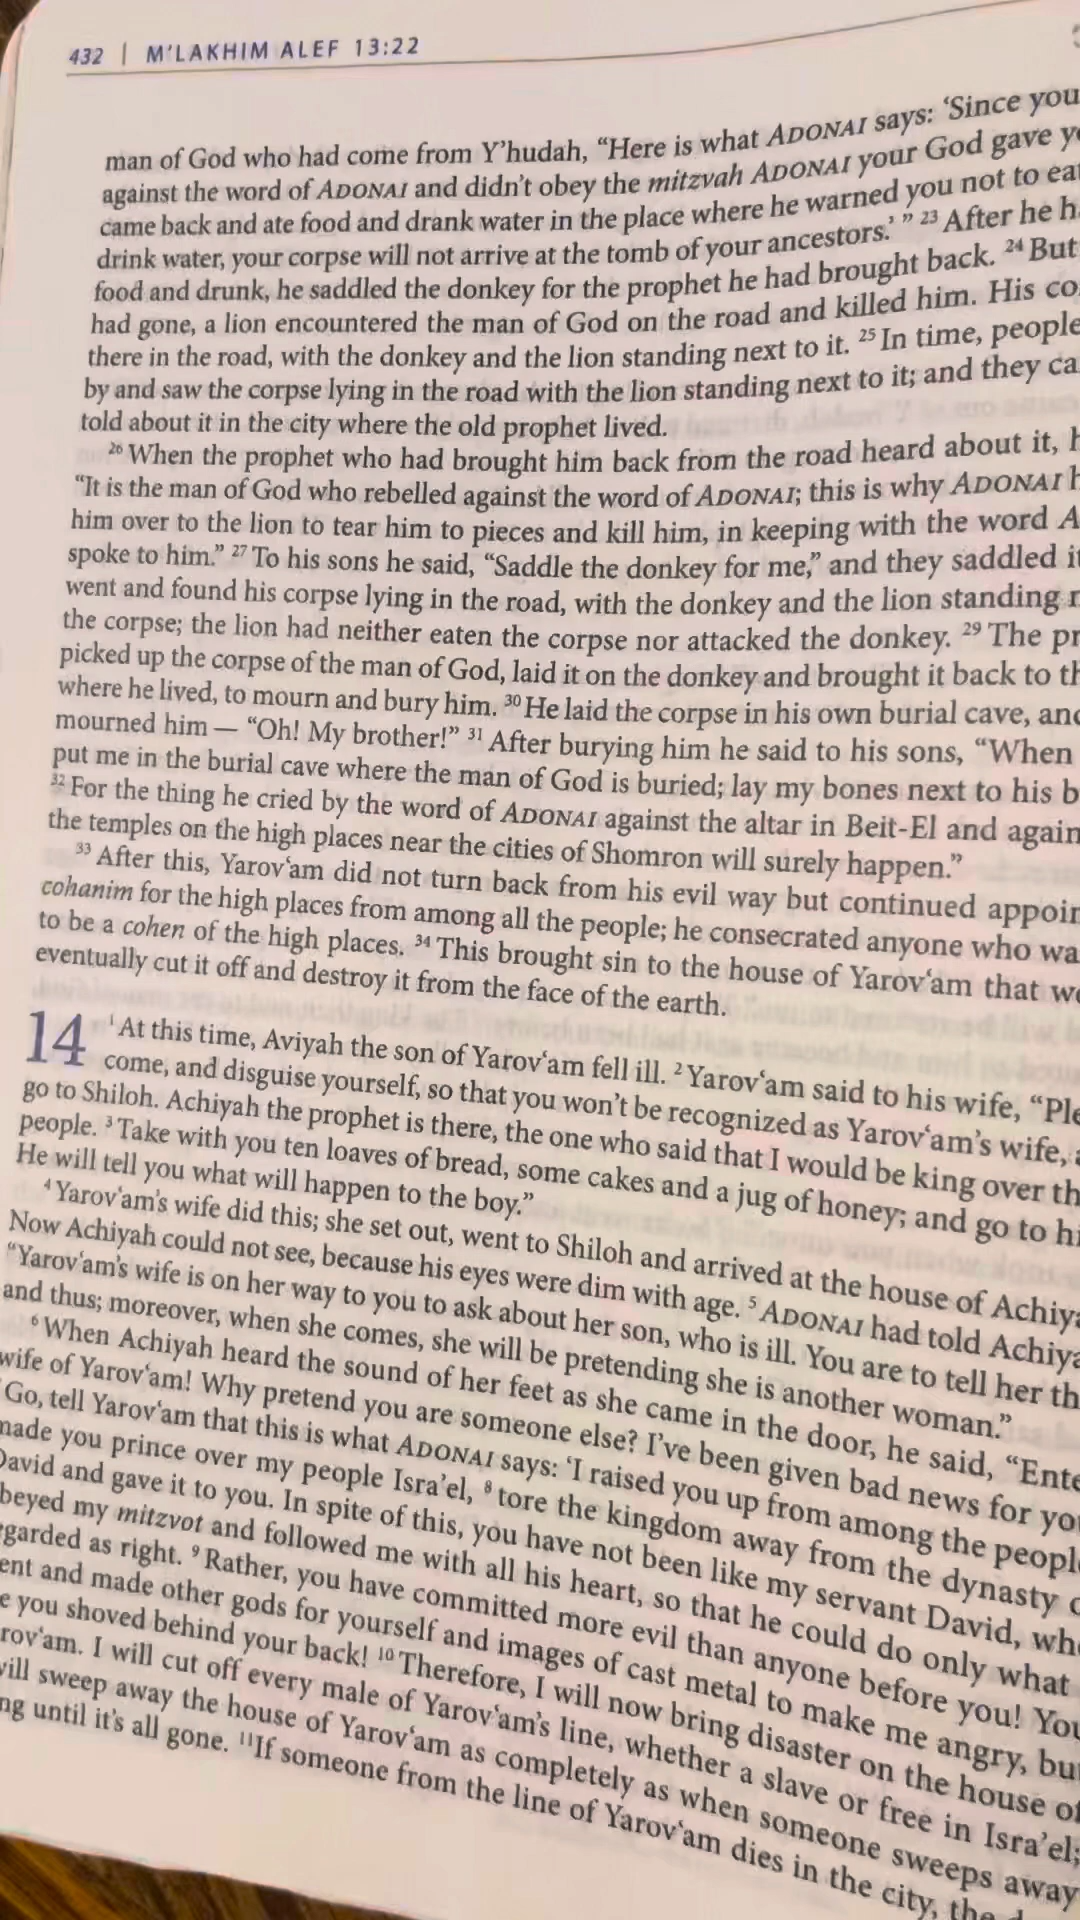 432 | M'LAKHIM ALEF 13:22
man of God who had come from Y'hudah, "Here is what ADONAI says: 'Since you
against the word of ADONAI and didn't obey the mitzvah ADONAI your God gave
came back and ate food and drank water in the place where he warned you not to
drink water, your corpse will not arrive at the tomb of your ancestors.' " 23 After he
food and drunk, he saddled the donkey for the prophet he had brought back. 24 But
had gone, a lion encountered the man of God on the road and killed him. His
there in the road, with the donkey and the lion standing next to it. 25 In time, people
by and saw the corpse lying in the road with the lion standing next to it; and they
told about it in the city where the old prophet lived.
26 When the prophet who had brought him back from the road heard about it,
"It is the man of God who rebelled against the word of ADONAI; this is why ADONAI
him over to the lion to tear him to pieces and kill him, in keeping with the word
spoke to him." 27 To his sons he said, "Saddle the donkey for me," and they saddled
went and found his corpse lying in the road, with the donkey and the lion standing
the corpse; the lion had neither eaten the corpse nor attacked the donkey. 29 The
picked up the corpse of the man of God, laid it on the donkey and brought it back to
where he lived, to mourn and bury him. 30 He laid the corpse in his own burial cave,
mourned him — "Oh! My brother!" 31 After burying him he said to his sons, "When
put me in the burial cave where the man of God is buried; lay my bones next to his
32 For the thing he cried by the word of ADONAI against the altar in Beit-El and
the temples on the high places near the cities of Shomron will surely happen."
33 After this, Yarov'am did not turn back from his evil way but continued
cohanim for the high places from among all the people; he consecrated anyone who
to be a cohen of the high places. 34 This brought sin to the house of Yarov'am that
eventually cut it off and destroy it from the face of the earth.
14 1 At this time, Aviyah the son of Yarov'am fell ill. 2 Yarov'am said to his wife,
come, and disguise yourself, so that you won't be recognized as Yarov'am's wife,
go to Shiloh. Achiyah the prophet is there, the one who said that I would be king over
people. 3 Take with you ten loaves of bread, some cakes and a jug of honey; and go to
He will tell you what will happen to the boy."
4 Yarov'am's wife did this; she set out, went to Shiloh and arrived at the house of
Now Achiyah could not see, because his eyes were dim with age. 5 ADONAI had told
"Yarov'am's wife is on her way to you to ask about her son, who is ill. You are to tell her
and thus; moreover, when she comes, she will be pretending she is another woman."
6 When Achiyah heard the sound of her feet as she came in the door, he said,
wife of Yarov'am! Why pretend you are someone else? I've been given bad news for
Go, tell Yarov'am that this is what ADONAI says: 'I raised you up from among the
made you prince over my people Isra'el, 8 tore the kingdom away from the dynasty
David and gave it to you. In spite of this, you have not been like my servant David,
my mitzvot and followed me with all his heart, so that he could do only what
as right. 9 Rather, you have committed more evil than anyone before you! You
and made other gods for yourself and images of cast metal to make me angry,
you shoved behind your back! 10 Therefore, I will now bring disaster on the house of
I will cut off every male of Yarov'am's line, whether a slave or free in Isra'el;
will sweep away the house of Yarov'am as completely as when someone sweeps away
until it's all gone. 11 If someone from the line of Yarov'am dies in the city, the